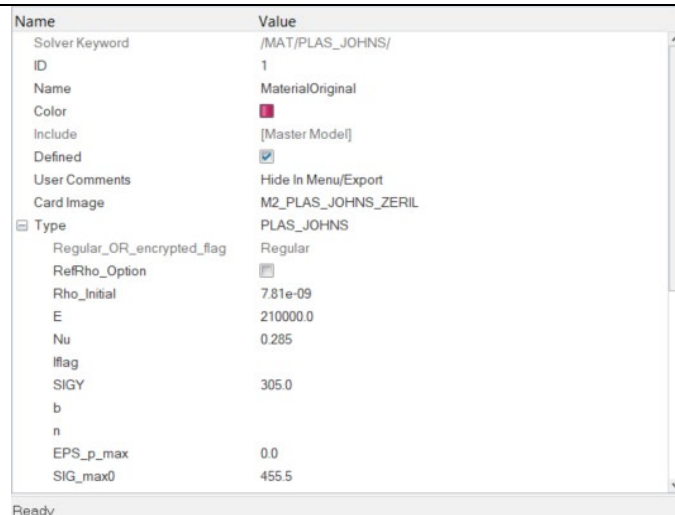 Name Value
Solver Keyword /MAT/PLAS_JOHNS/
ID 1
Name MaterialOriginal
Color
Include [Master Model]
Defined
User Comments Hide In Menu/Export
Card Image M2_PLAS_JOHNS_ZERIL
Type PLAS_JOHNS
Regular_OR_encrypted_flag Regular
RefRho_Option
Rho_Initial 7.81e-09
E 210000.0
Nu 0.285
Iflag
SIGY 305.0
b
n
EPS_p_max 0.0
SIG_max0 455.5
Ready